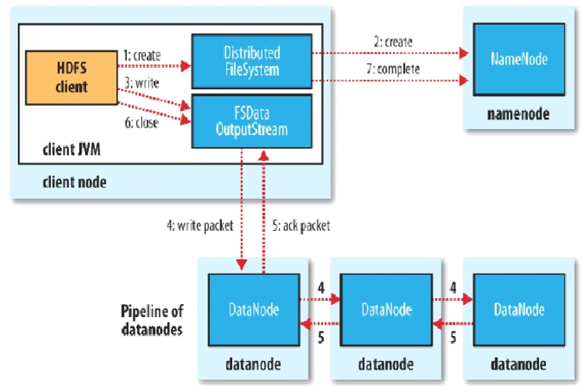 HDFS
client
1: create
3: write
6: close
Distributed
FileSystem
FSData
OutputStream
client JVM
client node
2: create
7: complete
NameNode
namenode
4: write packet
5: ack packet
Pipeline of
datanodes
DataNode
datanode
4
5
DataNode
datanode
4
5
DataNode
datanode